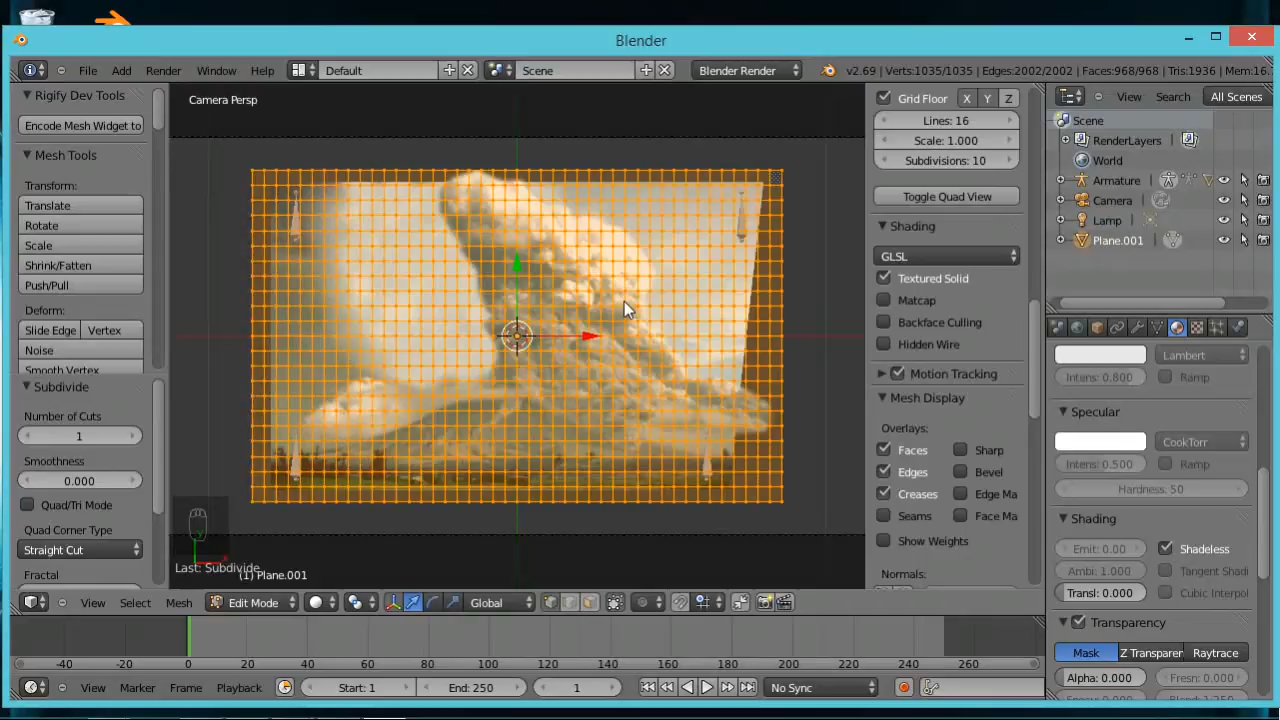 Blender
File Add Render Window Help Default Scene Blender Render v2.69 | Verts:1035/1035 | Edges:2002/2002 | Faces:968/968 | Tris:1936 | Mem:16.
Rigify Dev Tools
Encode Mesh Widget to
Mesh Tools
Transform:
Translate
Rotate
Scale
Shrink/Fatten
Push/Pull
Deform:
Slide Edge Vertex
Noise
Smooth Vertex
Subdivide
Number of Cuts
1
Smoothness
0.000
Quad/Tri Mode
Quad Corner Type
Straight Cut
Fractal
Camera Persp
y
Last: Subdivide
(1) Plane.001
View Select Mesh Edit Mode Global
Grid Floor X Y Z
Lines: 16
Scale: 1.000
Subdivisions: 10
Toggle Quad View
Shading
GLSL
Textured Solid
Matcap
Backface Culling
Hidden Wire
Motion Tracking
Mesh Display
Overlays:
Faces Sharp
Edges Bevel
Creases Edge Ma
Seams Face Ma
Show Weights
Normals:
View Search All Scenes
Scene
RenderLayers
World
Armature
Camera
Lamp
Plane.001
Lambert
Intens: 0.800 Ramp
Specular
CookTorr
Intens: 0.500 Ramp
Hardness: 50
Shading
Emit: 0.00 Shadeless
Ambi: 1.000 Tangent Shadi
Transl: 0.000 Cubic Interpol
Transparency
Mask Z Transparer Raytrace
Alpha: 0.000 Fresn: 0.000
-40 -20 0 20 40 60 80 100 120 140 160 180 200 220 240 260
View Marker Frame Playback Start: 1 End: 250 1 No Sync